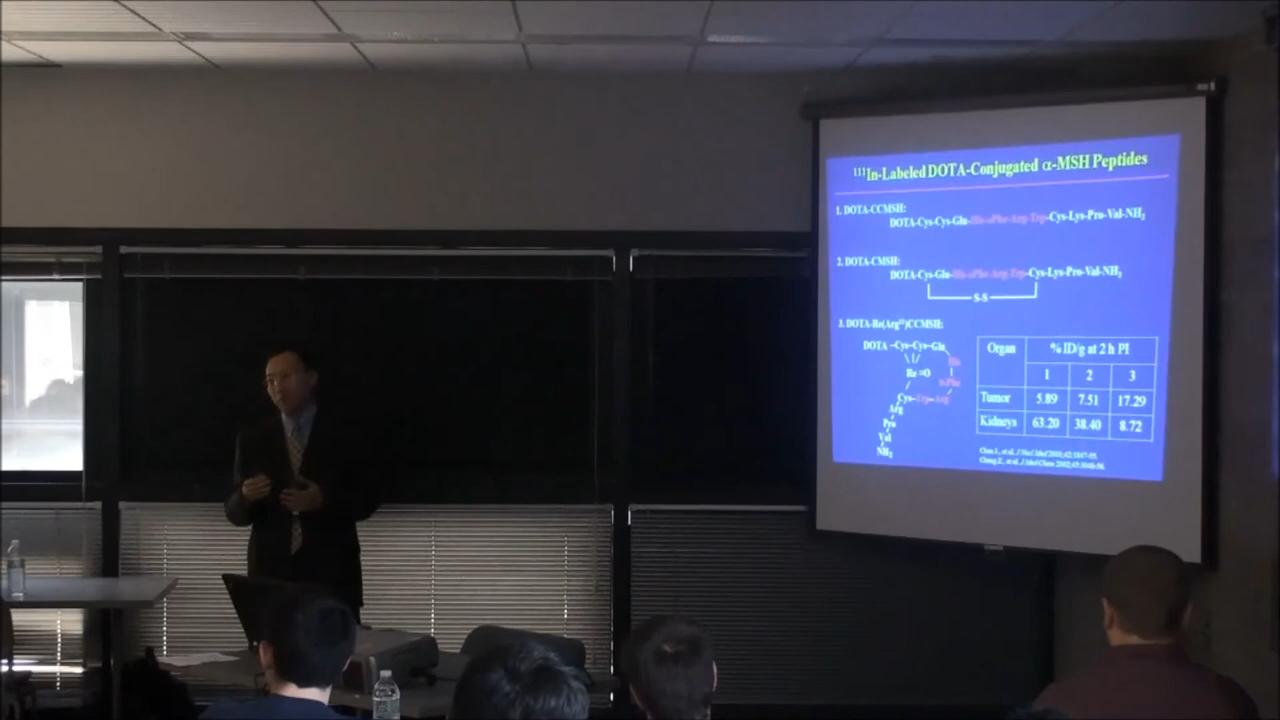 ¹¹¹In-Labeled DOTA-Conjugated α-MSH Peptides
1. DOTA-CCMSH:
DOTA-Cys-Cys-Glu-His-DPhe-Arg-Trp-Cys-Lys-Pro-Val-NH₂
2. DOTA-CMSH:
DOTA-Cys-Glu-His-DPhe-Arg-Trp-Cys-Lys-Pro-Val-NH₂
S-S
3. DOTA-Re(Arg¹¹)CCMSH:
DOTA –Cys–Cys–Glu
His
Re =O
D-Phe
Cys–Trp–Arg
Arg
Pro
Val
NH₂
Organ % ID/g at 2 h PI
1 2 3
Tumor 5.89 7.51 17.29
Kidneys 63.20 38.40 8.72